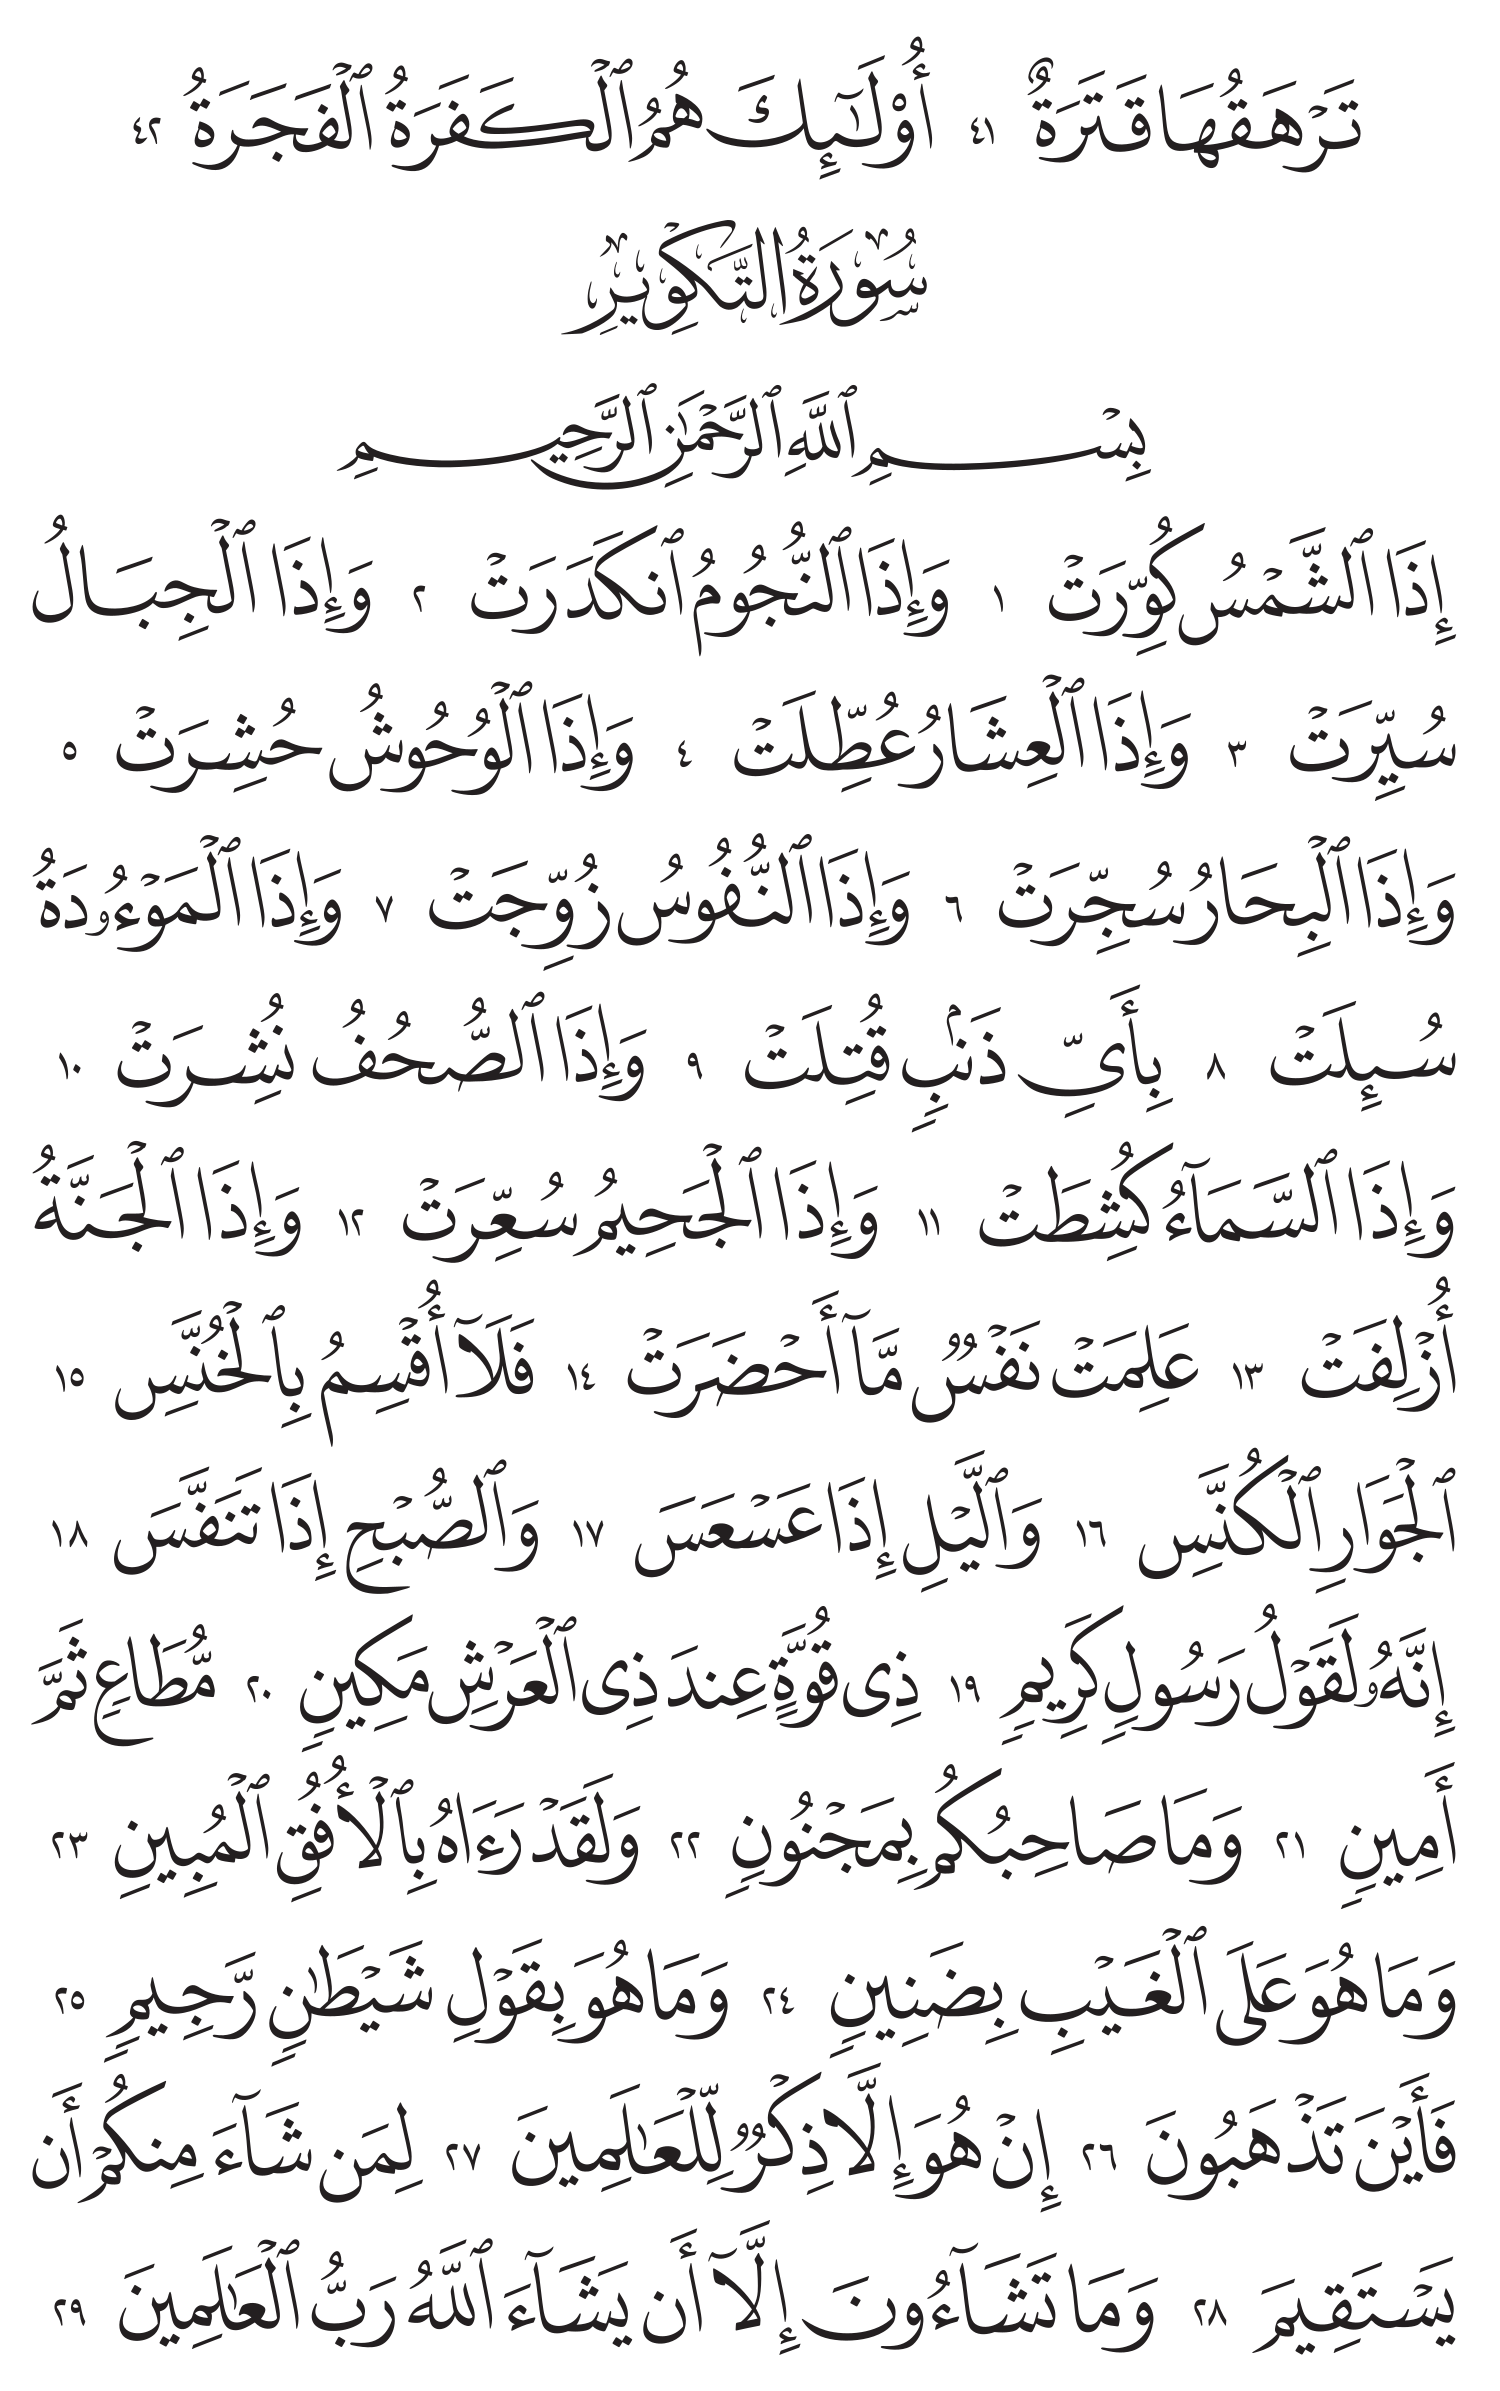 تَرْهَقُهَا قَتَرَةٌ ٤١ أُوْلَـٰٓئِكَ هُمُ ٱلْكَفَرَةُ ٱلْفَجَرَةُ ٤٢
سُورَةُ التَّكْوِيرِ
بِسْمِ ٱللَّهِ ٱلرَّحْمَـٰنِ ٱلرَّحِيمِ
إِذَا ٱلشَّمْسُ كُوِّرَتْ ١ وَإِذَا ٱلنُّجُومُ ٱنكَدَرَتْ ٢ وَإِذَا ٱلْجِبَالُ
سُيِّرَتْ ٣ وَإِذَا ٱلْعِشَارُ عُطِّلَتْ ٤ وَإِذَا ٱلْوُحُوشُ حُشِرَتْ ٥
وَإِذَا ٱلْبِحَارُ سُجِّرَتْ ٦ وَإِذَا ٱلنُّفُوسُ زُوِّجَتْ ٧ وَإِذَا ٱلْمَوْءُۥدَةُ
سُئِلَتْ ٨ بِأَيِّ ذَنۢبٍ قُتِلَتْ ٩ وَإِذَا ٱلصُّحُفُ نُشِرَتْ ١٠
وَإِذَا ٱلسَّمَآءُ كُشِطَتْ ١١ وَإِذَا ٱلْجَحِيمُ سُعِّرَتْ ١٢ وَإِذَا ٱلْجَنَّةُ
أُزْلِفَتْ ١٣ عَلِمَتْ نَفْسٌ مَّآ أَحْضَرَتْ ١٤ فَلَآ أُقْسِمُ بِٱلْخُنَّسِ ١٥
ٱلْجَوَارِ ٱلْكُنَّسِ ١٦ وَٱلَّيْلِ إِذَا عَسْعَسَ ١٧ وَٱلصُّبْحِ إِذَا تَنَفَّسَ ١٨
إِنَّهُۥ لَقَوْلُ رَسُولٍ كَرِيمٍ ١٩ ذِى قُوَّةٍ عِندَ ذِى ٱلْعَرْشِ مَكِينٍ ٢٠ مُّطَاعٍ ثَمَّ
أَمِينٍ ٢١ وَمَا صَاحِبُكُم بِمَجْنُونٍ ٢٢ وَلَقَدْ رَءَاهُ بِٱلْأُفُقِ ٱلْمُبِينِ ٢٣
وَمَا هُوَ عَلَى ٱلْغَيْبِ بِضَنِينٍ ٢٤ وَمَا هُوَ بِقَوْلِ شَيْطَـٰنٍ رَّجِيمٍ ٢٥
فَأَيْنَ تَذْهَبُونَ ٢٦ إِنْ هُوَ إِلَّا ذِكْرٌ لِّلْعَـٰلَمِينَ ٢٧ لِمَن شَآءَ مِنكُمْ أَن
يَسْتَقِيمَ ٢٨ وَمَا تَشَآءُونَ إِلَّآ أَن يَشَآءَ ٱللَّهُ رَبُّ ٱلْعَـٰلَمِينَ ٢٩